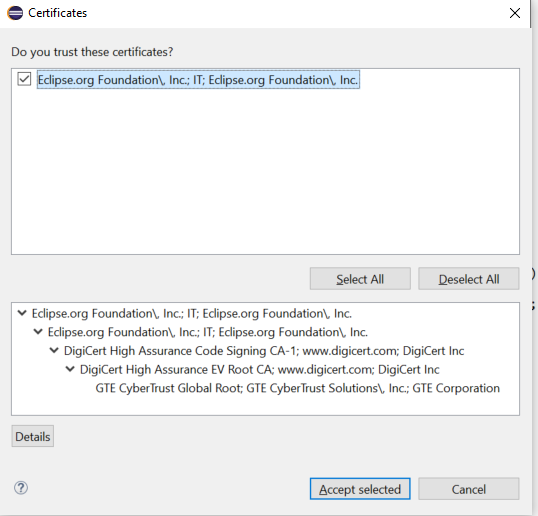 Certificates
Do you trust these certificates?
Eclipse.org Foundation\, Inc.; IT; Eclipse.org Foundation\, Inc.
Select All
Deselect All
)
;
Eclipse.org Foundation\, Inc.; IT; Eclipse.org Foundation\, Inc.
Eclipse.org Foundation\, Inc.; IT; Eclipse.org Foundation\, Inc.
DigiCert High Assurance Code Signing CA-1; www.digicert.com; DigiCert Inc
DigiCert High Assurance EV Root CA; www.digicert.com; DigiCert Inc
GTE CyberTrust Global Root; GTE CyberTrust Solutions\, Inc.; GTE Corporation
Details
?
Accept selected
Cancel